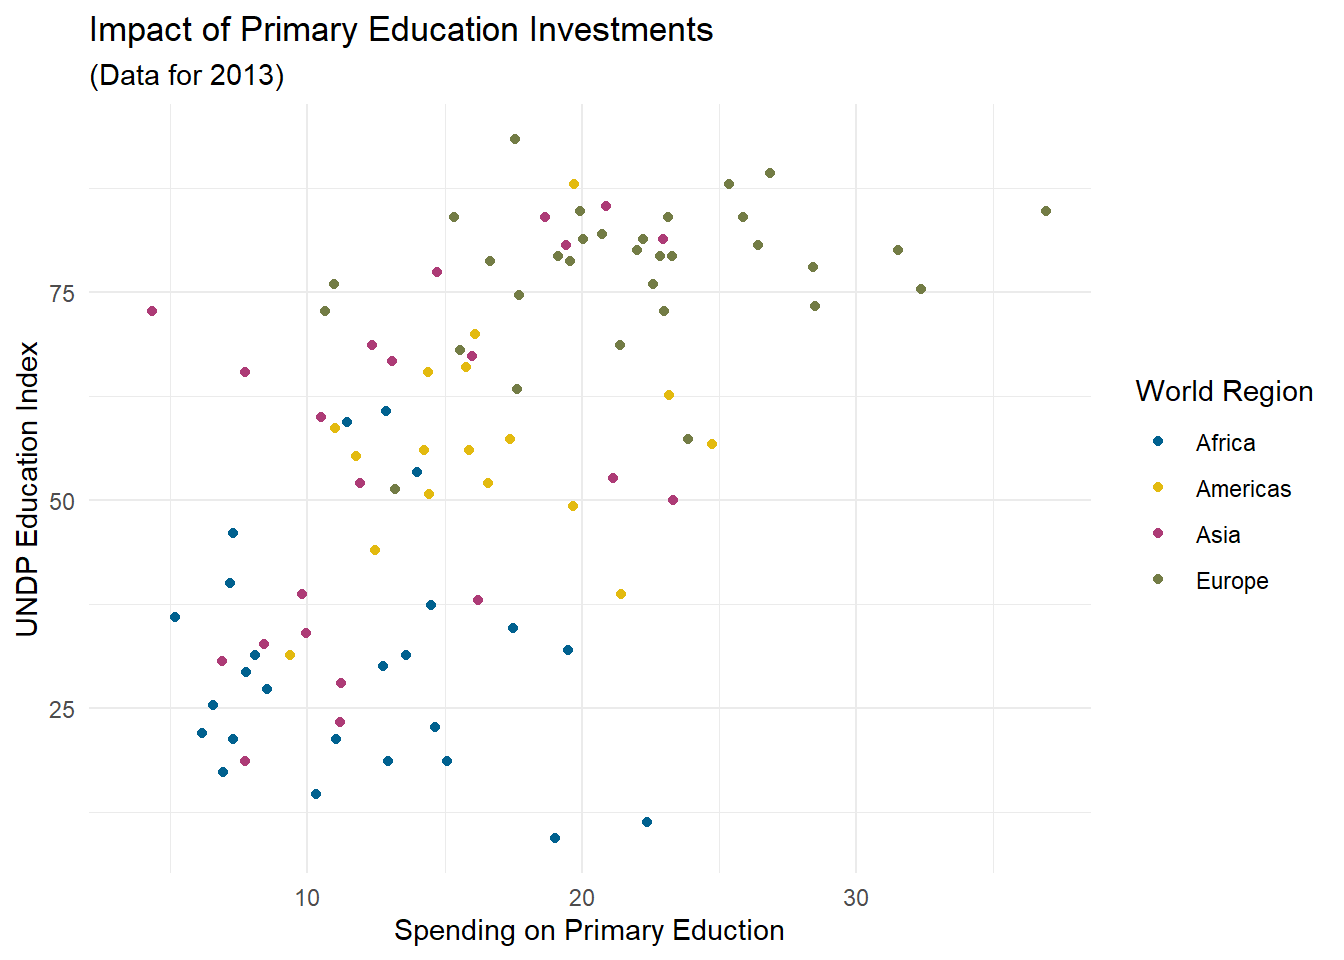 Impact of Primary Education Investments
(Data for 2013)
UNDP Education Index
75
50
25
10
20
30
Spending on Primary Eduction
World Region
Africa
Americas
Asia
Europe